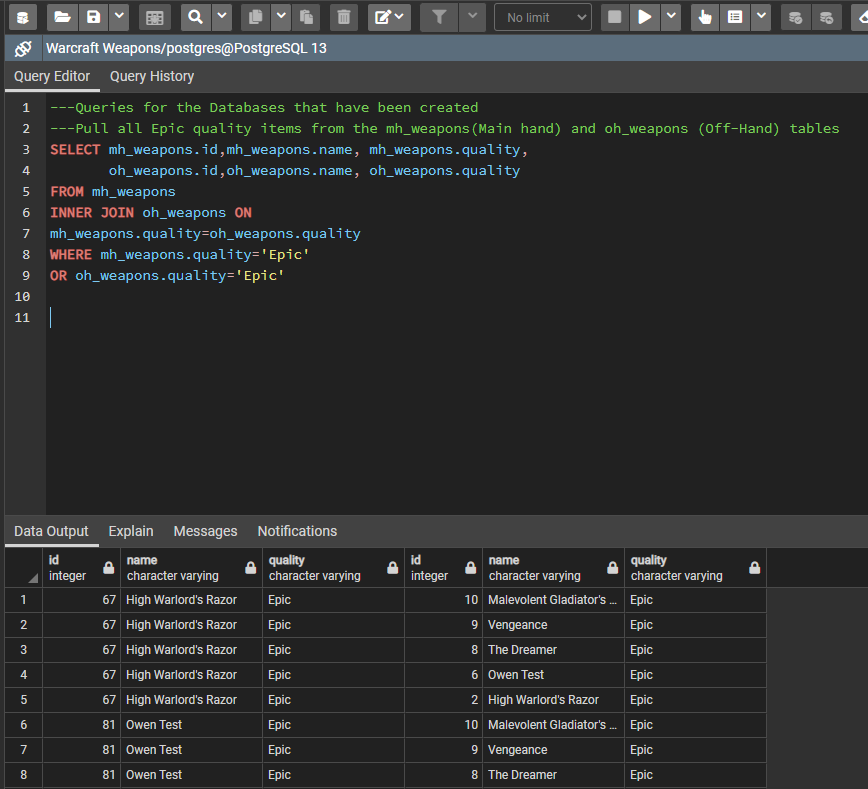 No limit
Warcraft Weapons/postgres@PostgreSQL 13
Query Editor Query History
1 ---Queries for the Databases that have been created
2 ---Pull all Epic quality items from the mh_weapons(Main hand) and oh_weapons (Off-Hand) tables
3 SELECT mh_weapons.id,mh_weapons.name, mh_weapons.quality,
4 oh_weapons.id,oh_weapons.name, oh_weapons.quality
5 FROM mh_weapons
6 INNER JOIN oh_weapons ON
7 mh_weapons.quality=oh_weapons.quality
8 WHERE mh_weapons.quality='Epic'
9 OR oh_weapons.quality='Epic'
10
11
Data Output Explain Messages Notifications
id name quality id name quality
integer character varying character varying integer character varying character varying
1 67 High Warlord's Razor Epic 10 Malevolent Gladiator's ... Epic
2 67 High Warlord's Razor Epic 9 Vengeance Epic
3 67 High Warlord's Razor Epic 8 The Dreamer Epic
4 67 High Warlord's Razor Epic 6 Owen Test Epic
5 67 High Warlord's Razor Epic 2 High Warlord's Razor Epic
6 81 Owen Test Epic 10 Malevolent Gladiator's ... Epic
7 81 Owen Test Epic 9 Vengeance Epic
8 81 Owen Test Epic 8 The Dreamer Epic